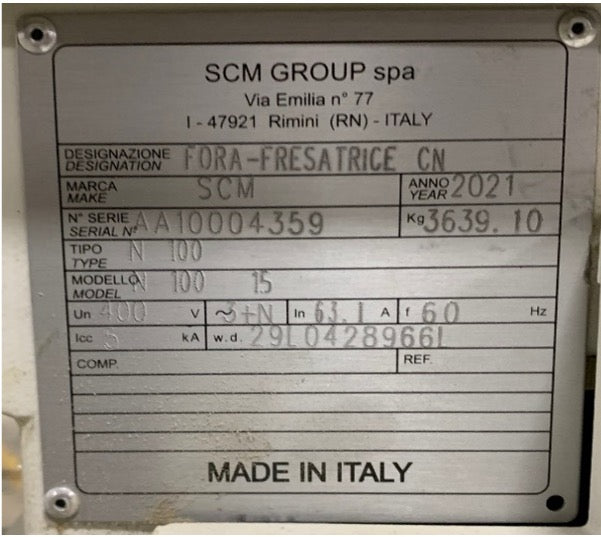 SCM GROUP spa
Via Emilia n° 77
I - 47921 Rimini (RN) - ITALY
DESIGNAZIONE
DESIGNATION FORA-FRESATRICE CN
MARCA
MAKE SCM ANNO
YEAR 2021
N° SERIE
SERIAL N° AA10004359 Kg 3639.10
TIPO
TYPE N 100
MODELLO
MODEL N 100 15
Un 400 V ~ 3+N In 63.1 A f 60 Hz
Icc 5 kA w.d. 29L0428966L
COMP. REF.
MADE IN ITALY